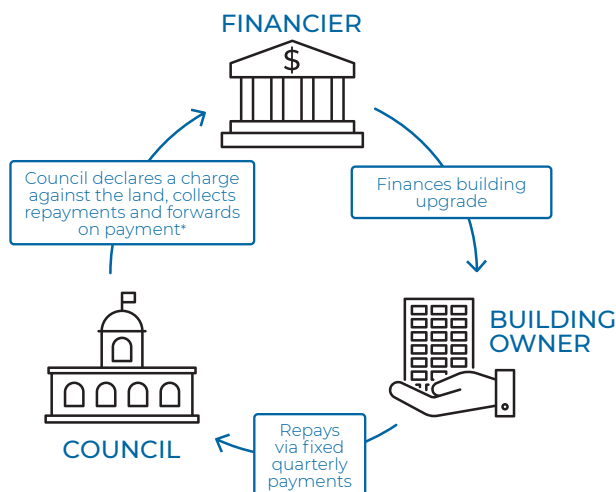 FINANCIER
$
Council declares a charge
against the land, collects
repayments and forwards
on payment*
Finances building
upgrade
BUILDING
OWNER
COUNCIL
Repays
via fixed
quarterly
payments